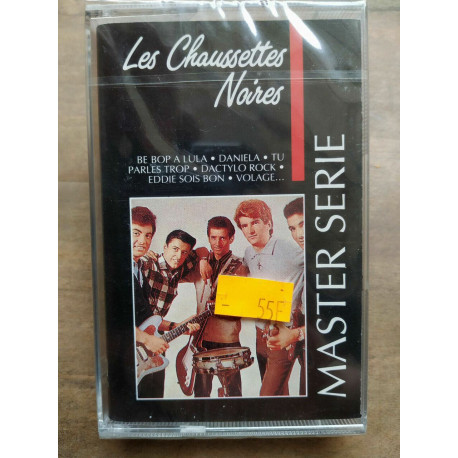 Les Chaussettes
Noires
BE BOP A LULA • DANIELA • TU
PARLES TROP • DACTYLO ROCK •
EDDIE SOIS BON • VOLAGE...
MASTER SERIE
55F